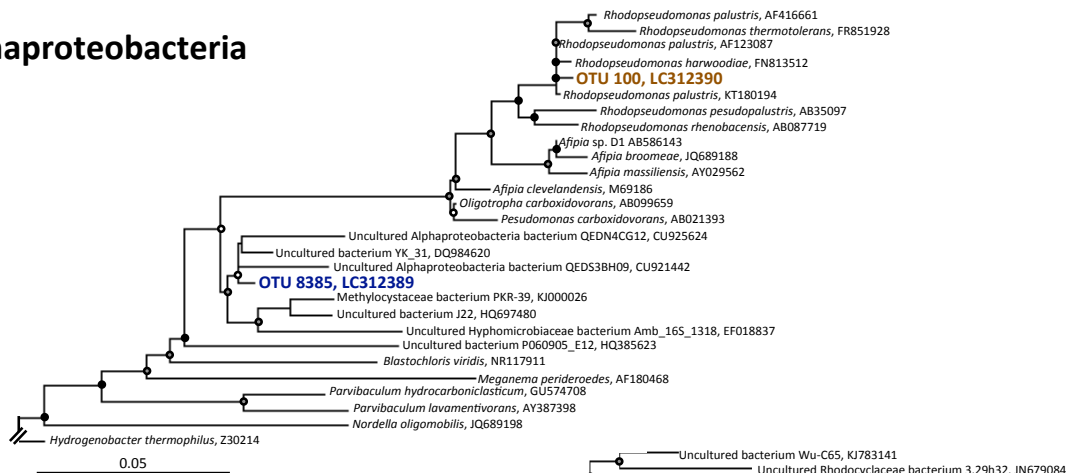 haproteobacteria
Rhodopseudomonas palustris, AF416661
Rhodopseudomonas thermotolerans, FR851928
Rhodopseudomonas palustris, AF123087
Rhodopseudomonas harwoodiae, FN813512
OTU 100, LC312390
Rhodopseudomonas palustris, KT180194
Rhodopseudomonas pesudopalustris, AB35097
Rhodopseudomonas rhenobacensis, AB087719
Afipia sp. D1 AB586143
Afipia broomeae, JQ689188
Afipia massiliensis, AY029562
Afipia clevelandensis, M69186
Oligotropha carboxidovorans, AB099659
Pesudomonas carboxidovorans, AB021393
Uncultured Alphaproteobacteria bacterium QEDN4CG12, CU925624
Uncultured bacterium YK_31, DQ984620
Uncultured Alphaproteobacteria bacterium QEDS3BH09, CU921442
OTU 8385, LC312389
Methylocystaceae bacterium PKR-39, KJ000026
Uncultured bacterium J22, HQ697480
Uncultured Hyphomicrobiaceae bacterium Amb_16S_1318, EF018837
Uncultured bacterium P060905_E12, HQ385623
Blastochloris viridis, NR117911
Meganema perideroedes, AF180468
Parvibaculum hydrocarboniclasticum, GU574708
Parvibaculum lavamentivorans, AY387398
Nordella oligomobilis, JQ689198
Hydrogenobacter thermophilus, Z30214
0.05
Uncultured bacterium Wu-C65, KJ783141
Uncultured Rhodocyclaceae bacterium 3.29h32, JN679084